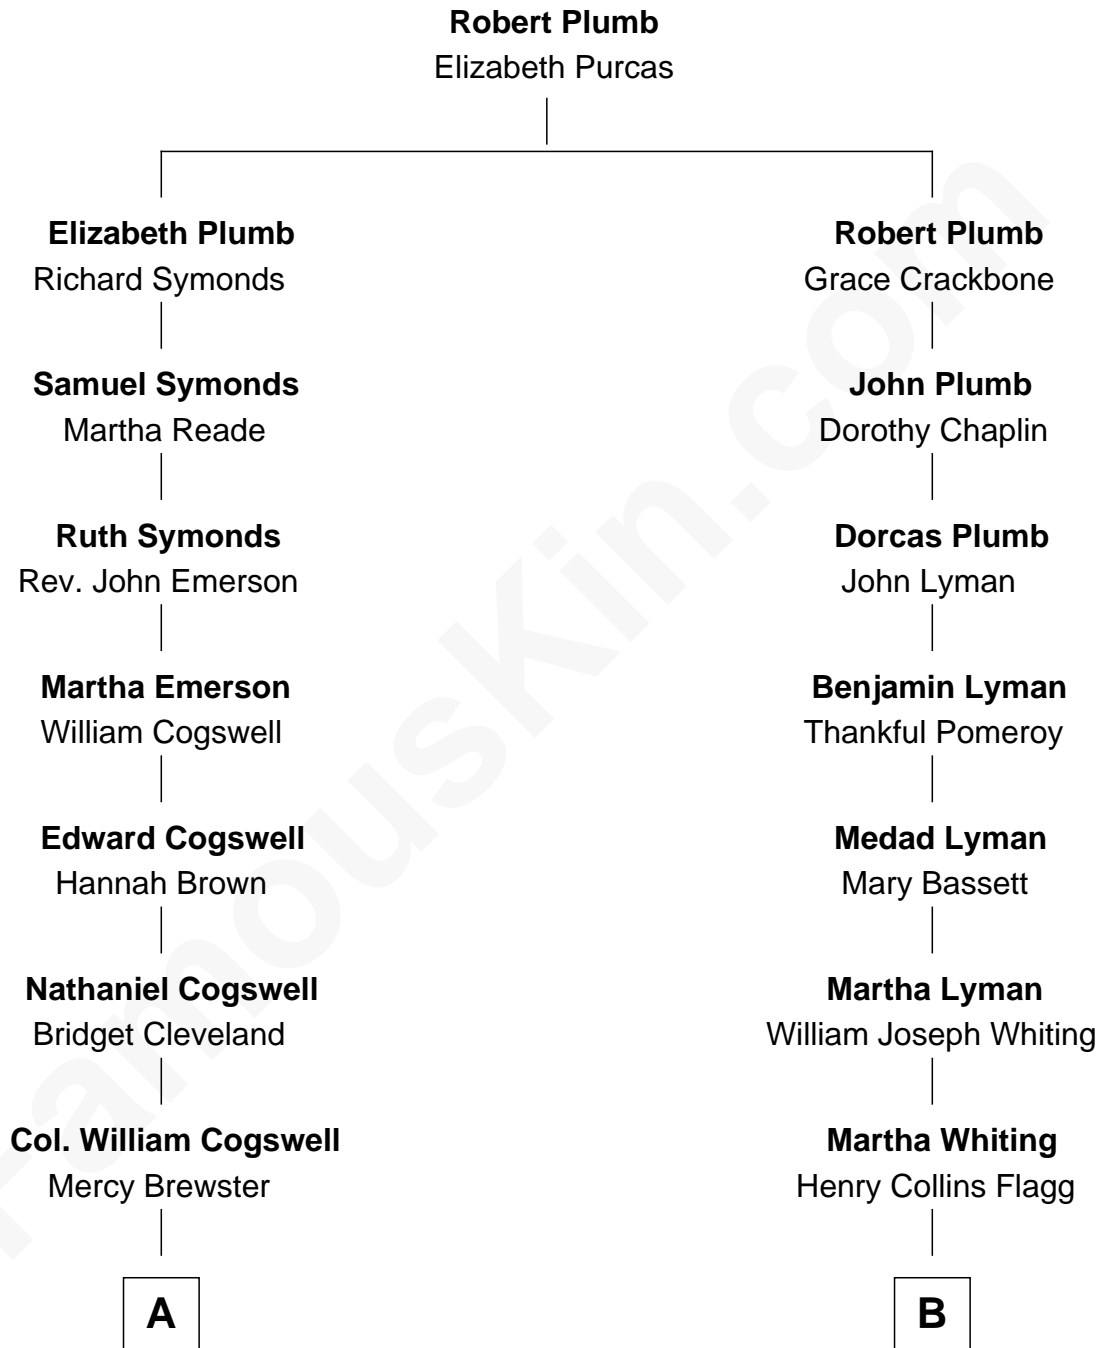 Robert Plumb
Elizabeth Purcas
Elizabeth Plumb
Richard Symonds
Robert Plumb
Grace Crackbone
Samuel Symonds
Martha Reade
John Plumb
Dorothy Chaplin
Ruth Symonds
Rev. John Emerson
Dorcas Plumb
John Lyman
Martha Emerson
William Cogswell
Benjamin Lyman
Thankful Pomeroy
Edward Cogswell
Hannah Brown
Medad Lyman
Mary Bassett
Nathaniel Cogswell
Bridget Cleveland
Martha Lyman
William Joseph Whiting
Col. William Cogswell
Mercy Brewster
Martha Whiting
Henry Collins Flagg
A
B
FamousKin.com